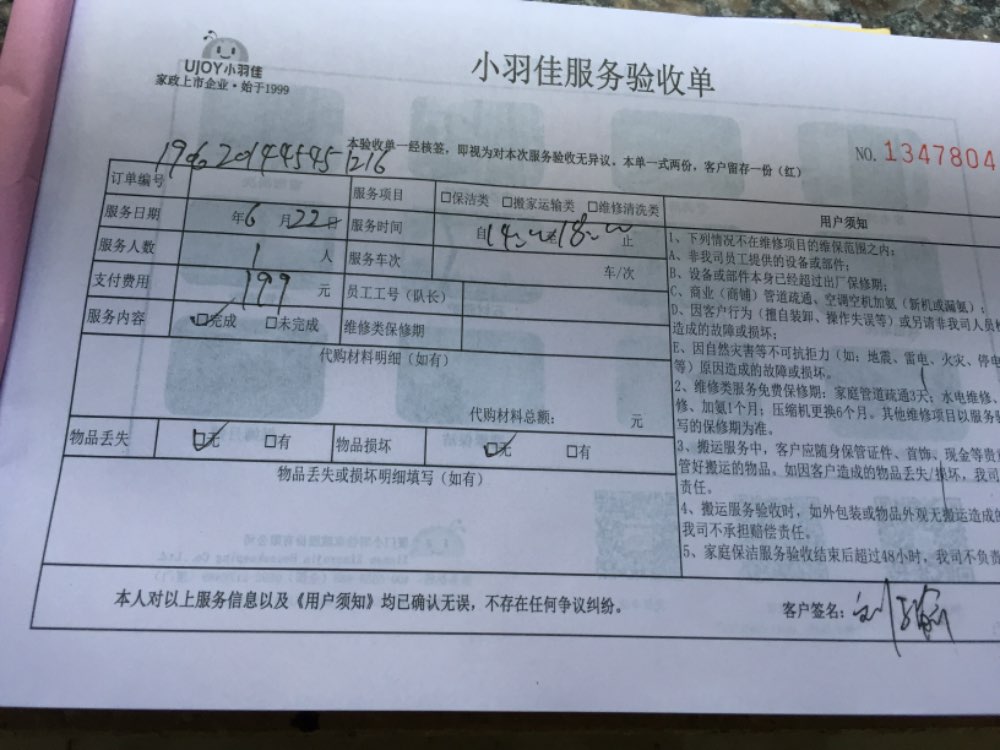 UJOY小羽佳
家政上市企业·始于1999
小羽佳服务验收单
本验收单一经核签，即视为对本次服务验收无异议，本单一式两份，客户留存一份（红）
NO. 1347804
订单编号
服务项目 □保洁类 □搬家运输类 □维修清洗类
服务日期 年6月22日 服务时间 自14:00至18:00止
服务人数 1 人 服务车次 车/次
支付费用 199 元 员工工号（队长）
服务内容 □完成 □未完成 维修类保修期
代购材料明细（如有）
代购材料总额： 元
物品丢失 □无 □有 物品损坏 □无 □有
物品丢失或损坏明细填写（如有）
用户须知
1、下列情况不在维修项目的维保范围之内：
A、非我司员工提供的设备或部件；
B、设备或部件本身已经超过出厂保修期；
C、商业（商铺）管道疏通、空调空机加氨（新机或漏氨）；
D、因客户行为（擅自装卸、操作失误等）或另请非我司人员
造成的故障或损坏；
E、因自然灾害等不可抗拒力（如：地震、雷电、火灾、停电
等）原因造成的故障或损坏。
2、维修类服务免费保修期：家庭管道疏通3天；水电维修、
修、加氨1个月；压缩机更换6个月。其他维修项目以服务
写的保修期为准。
3、搬运服务中，客户应随身保管证件、首饰、现金等贵
管好搬运的物品。如因客户造成的物品丢失/损坏，我司
责任。
4、搬运服务验收时，如外包装或物品外观无搬运造成的
我司不承担赔偿责任。
5、家庭保洁服务验收结束后超过48小时，我司不负责
本人对以上服务信息以及《用户须知》均已确认无误，不存在任何争议纠纷。
客户签名：